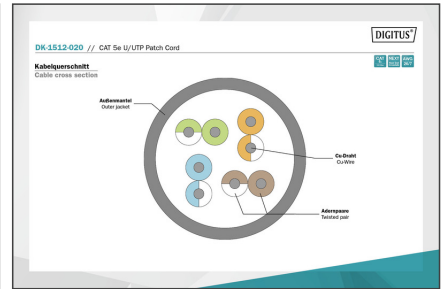 DIGITUS®
DK-1512-020 // CAT 5e U/UTP Patch Cord
Kabelquerschnitt
Cable cross section
Außenmantel
Outer jacket
Cu-Draht
Cu-Wire
Adernpaare
Twisted pair